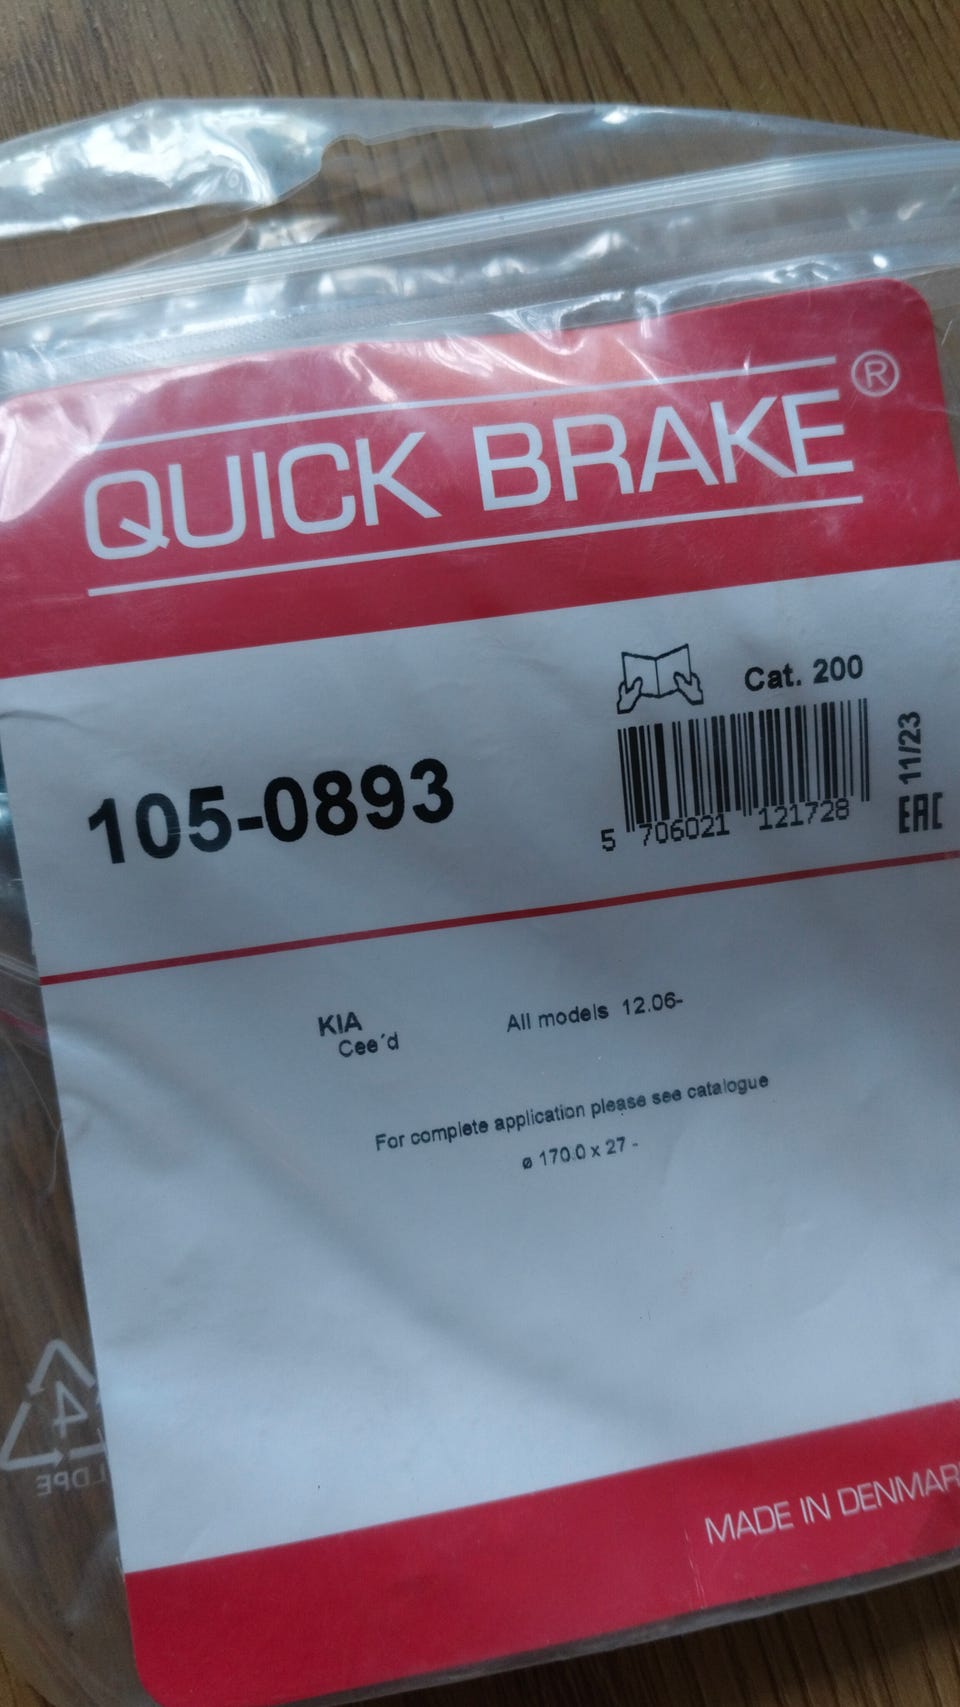 QUICK BRAKE®
Cat. 200
105-0893
5 706021 121728
11/23
EAC
KIA
Cee´d
All models 12.06-
For complete application please see catalogue
ø 170.0 x 27 -
4
LDPE
MADE IN DENMAR